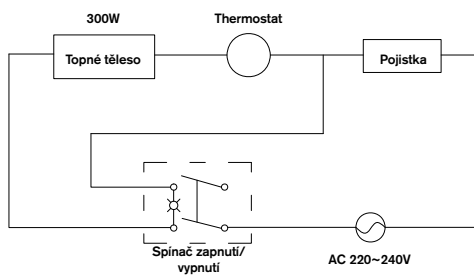 300W
Thermostat
Topné těleso
Pojistka
Spínač zapnutí/
vypnutí
AC 220~240V